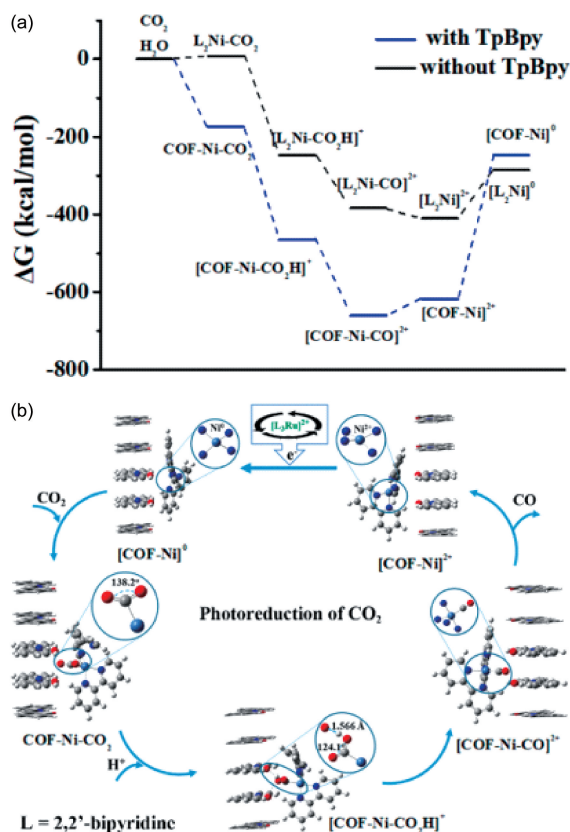 (a)
CO2
H2O
L2Ni-CO2
with TpBpy
without TpBpy
0
-200
-400
-600
-800
ΔG (kcal/mol)
COF-Ni-CO2
[L2Ni-CO2H]+
[COF-Ni]0
[L2Ni-CO]2+
[L2Ni]2+
[L2Ni]0
[COF-Ni-CO2H]+
[COF-Ni-CO]2+
[COF-Ni]2+
(b)
Ni0
[L3Ru]2+
e-
Ni2+
CO2
CO
[COF-Ni]0
[COF-Ni]2+
138.2°
Photoreduction of CO2
COF-Ni-CO2
H+
1.566 Å
124.1°
[COF-Ni-CO2H]+
[COF-Ni-CO]2+
L = 2,2'-bipyridine